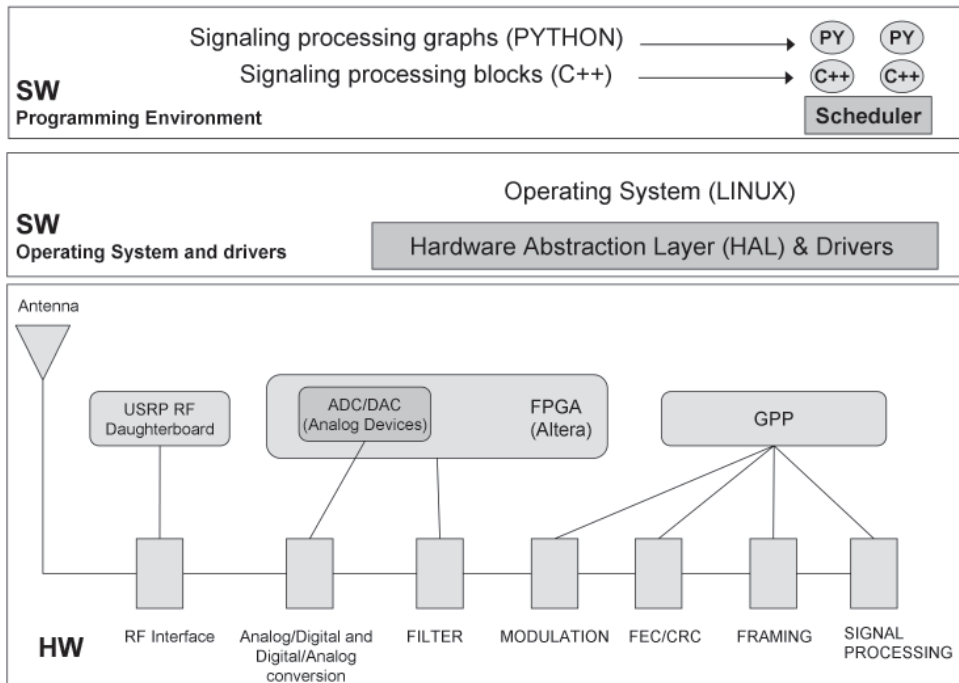 Signaling processing graphs (PYTHON)
PY PY
Signaling processing blocks (C++)
C++ C++
SW
Programming Environment
Scheduler
Operating System (LINUX)
SW
Operating System and drivers
Hardware Abstraction Layer (HAL) & Drivers
Antenna
USRP RF
Daughterboard
ADC/DAC
(Analog Devices)
FPGA
(Altera)
GPP
HW
RF Interface
Analog/Digital and
Digital/Analog
conversion
FILTER
MODULATION
FEC/CRC
FRAMING
SIGNAL
PROCESSING